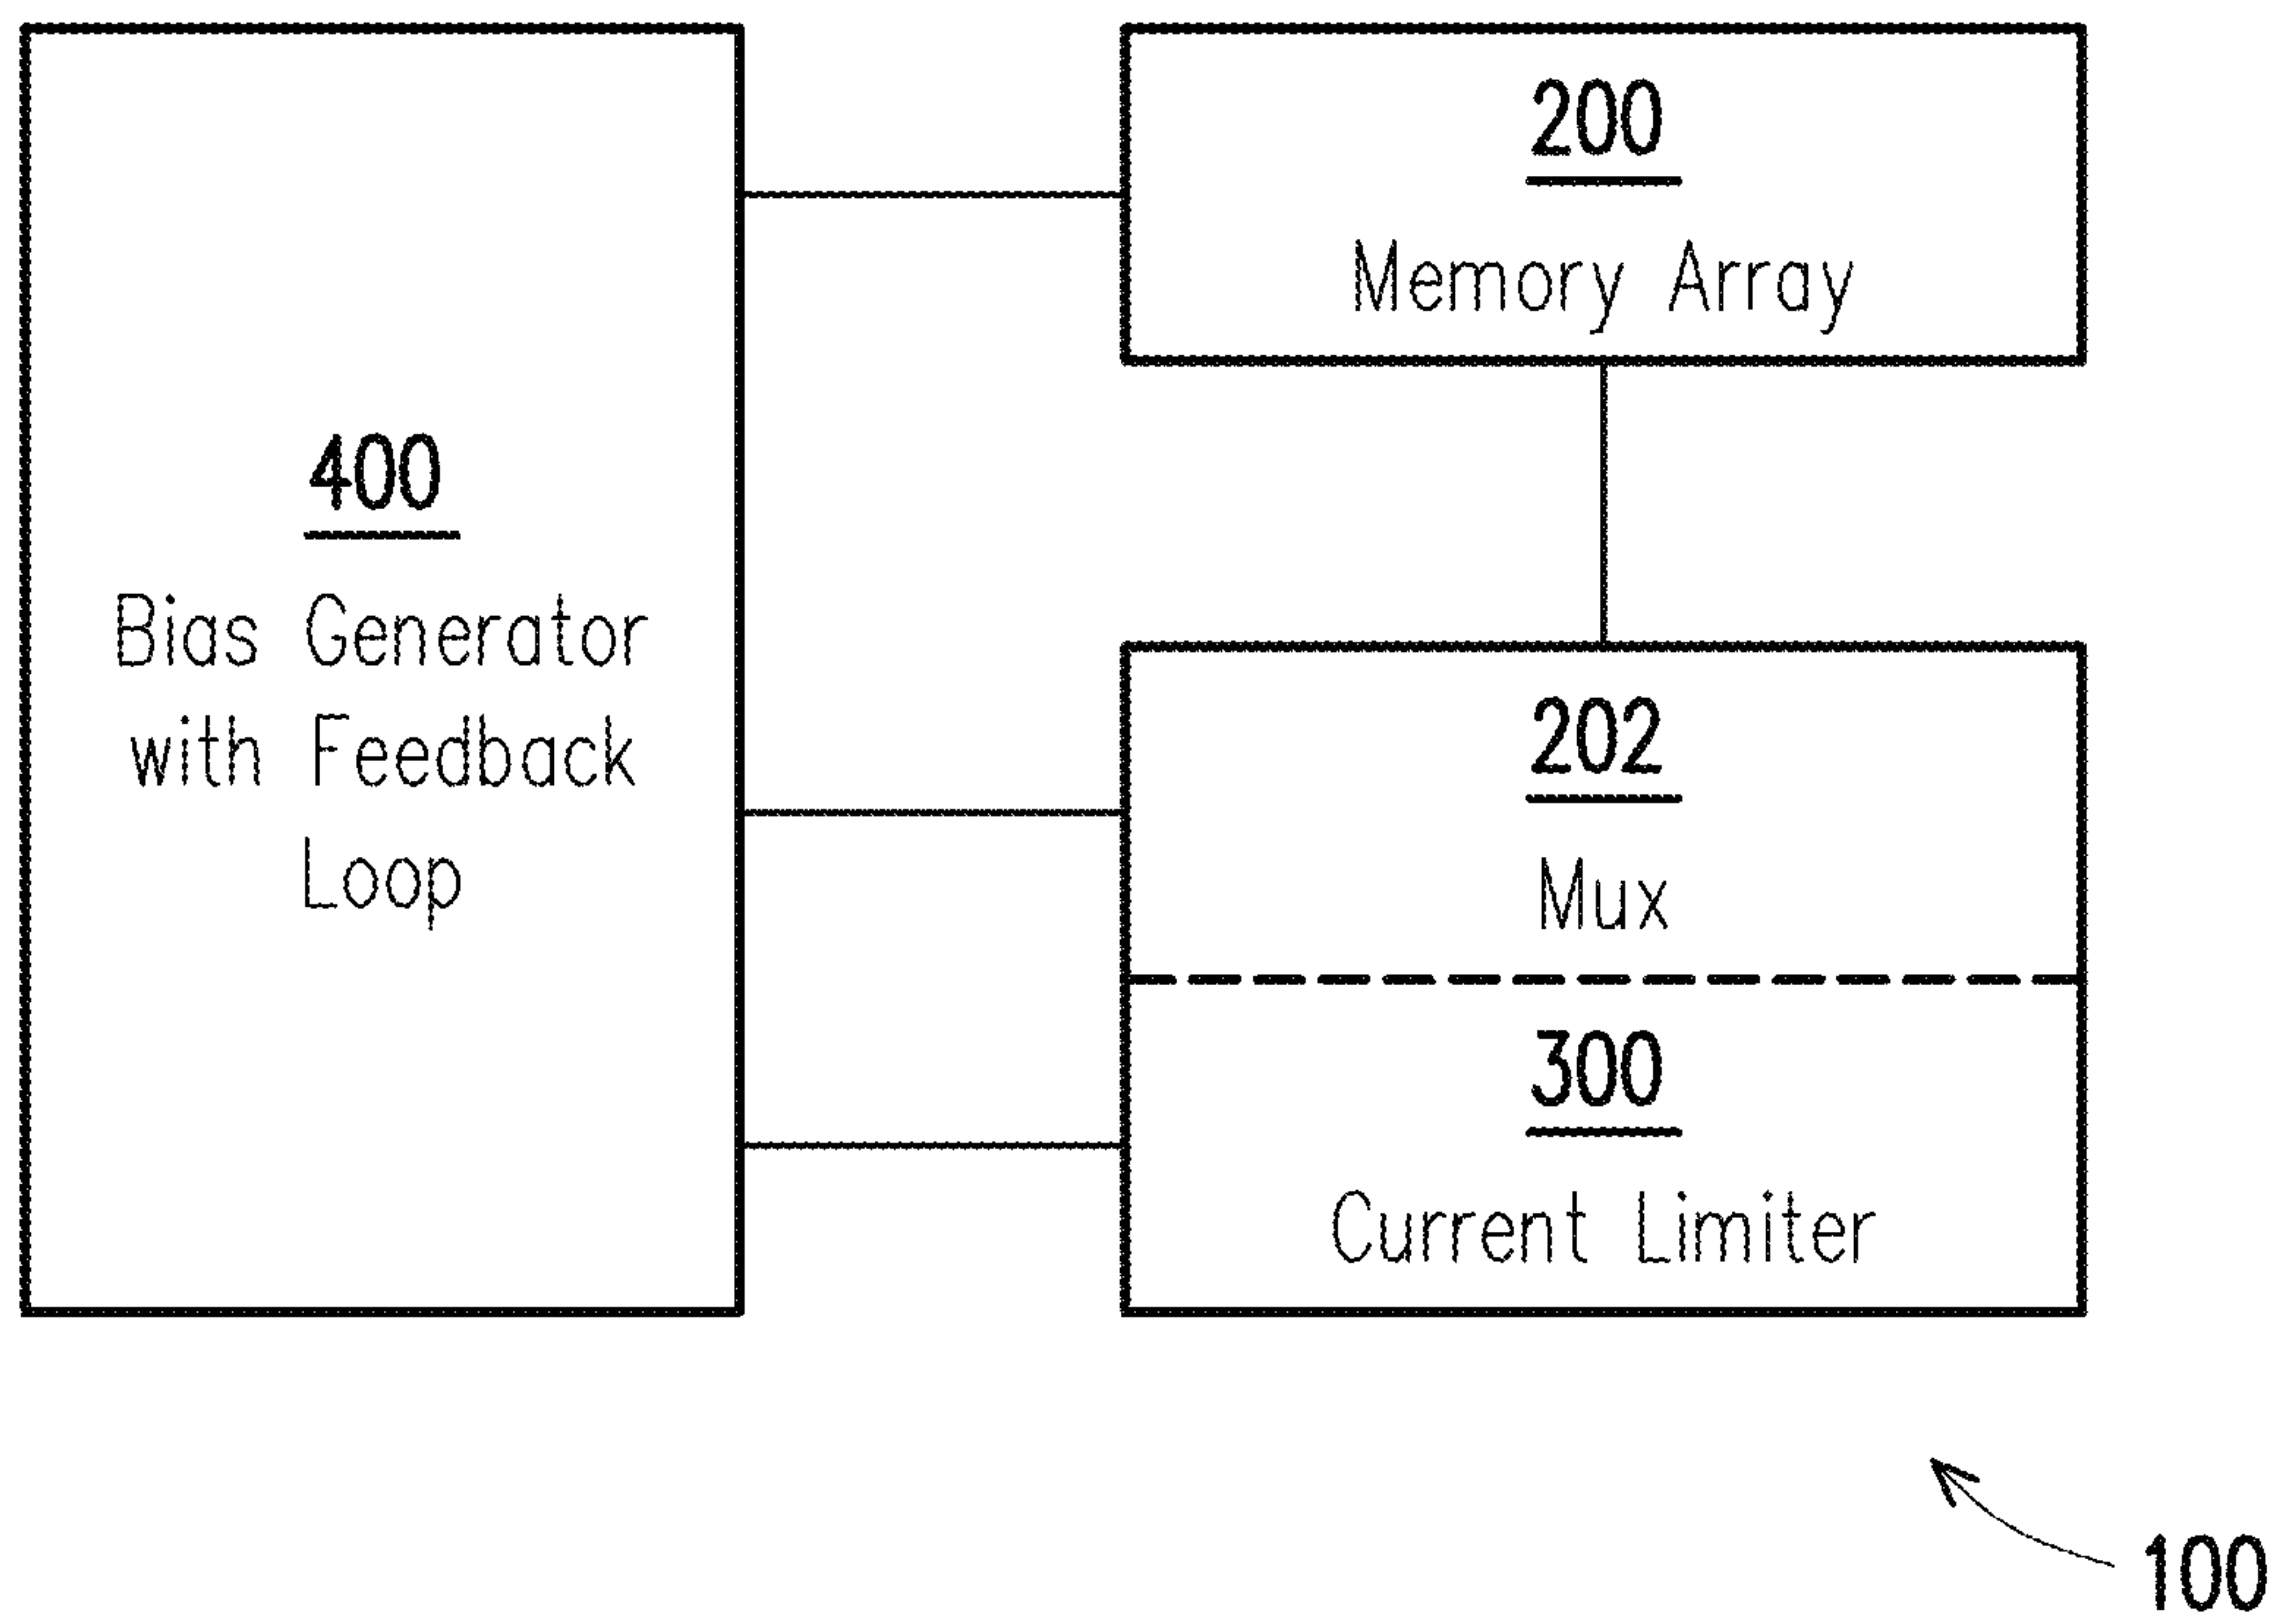 400
Bias Generator
with Feedback
Loop
200
Memory Array
202
Mux
300
Current Limiter
100